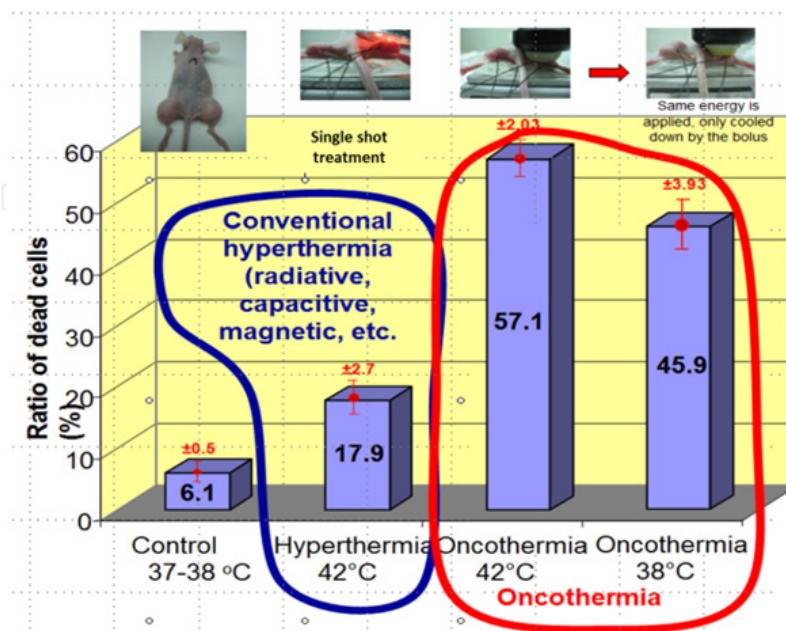 Same energy is
applied, only cooled
down by the bolus
Single shot
treatment
±2.03
±3.93
60
50
40
30
20
10
0
Ratio of dead cells
(%)
Conventional
hyperthermia
(radiative,
capacitive,
magnetic, etc.
±0.5
±2.7
6.1
17.9
57.1
45.9
Control
37-38 °C
Hyperthermia
42°C
Oncothermia
42°C
Oncothermia
38°C
Oncothermia